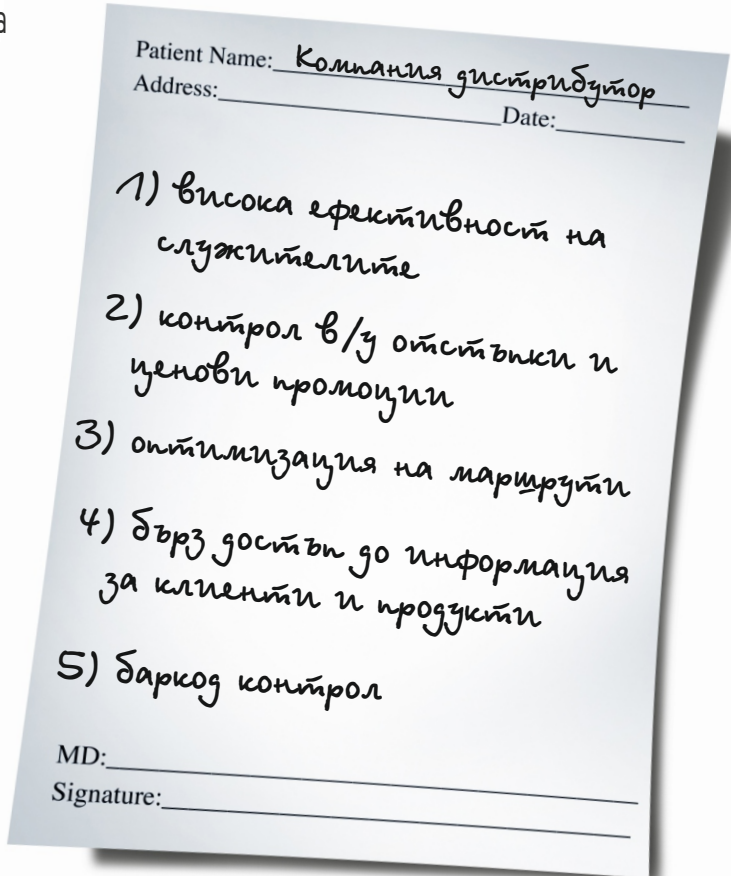 а
Patient Name: Компания дистрибутор
Address: Date:
1) висока ефективност на
служителите
2) контрол в/у отстъпки и
ценови промоции
3) оптимизация на маршрути
4) бърз достъп до информация
за клиенти и продукти
5) баркод контрол
MD:
Signature: